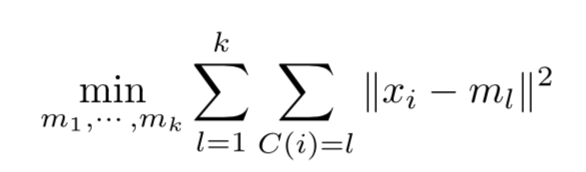 $$\min_{m_1,\cdots,m_k} \sum_{l=1}^{k} \sum_{C(i)=l} \|x_i - m_l\|^2$$